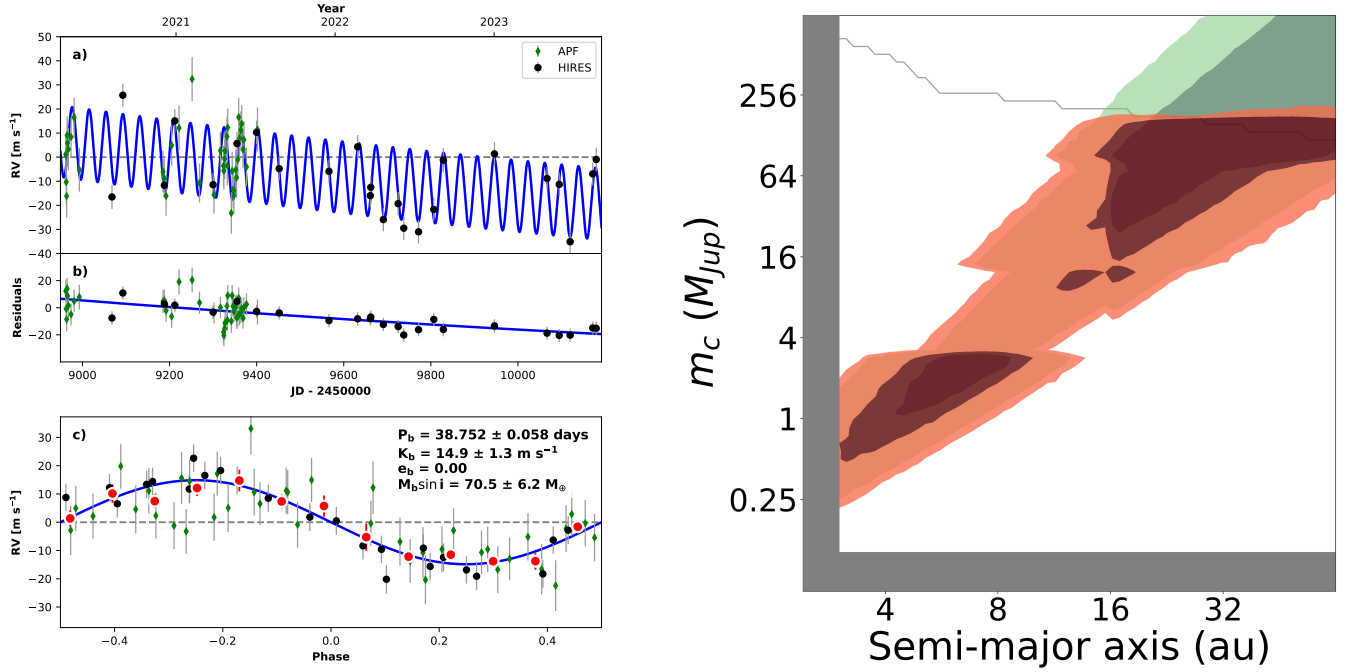 Year
2021 2022 2023
a)
APF
HIRES
50
40
30
20
10
0
−10
−20
−30
−40
RV [m s⁻¹]
b)
20
0
−20
Residuals
9000 9200 9400 9600 9800 10000
JD - 2450000
c)
P_b = 38.752 ± 0.058 days
K_b = 14.9 ± 1.3 m s⁻¹
e_b = 0.00
M_b sin i = 70.5 ± 6.2 M_⊕
30
20
10
0
−10
−20
−30
RV [m s⁻¹]
−0.4 −0.2 0.0 0.2 0.4
Phase
256
64
16
4
1
0.25
m_c (M_Jup)
4 8 16 32
Semi-major axis (au)